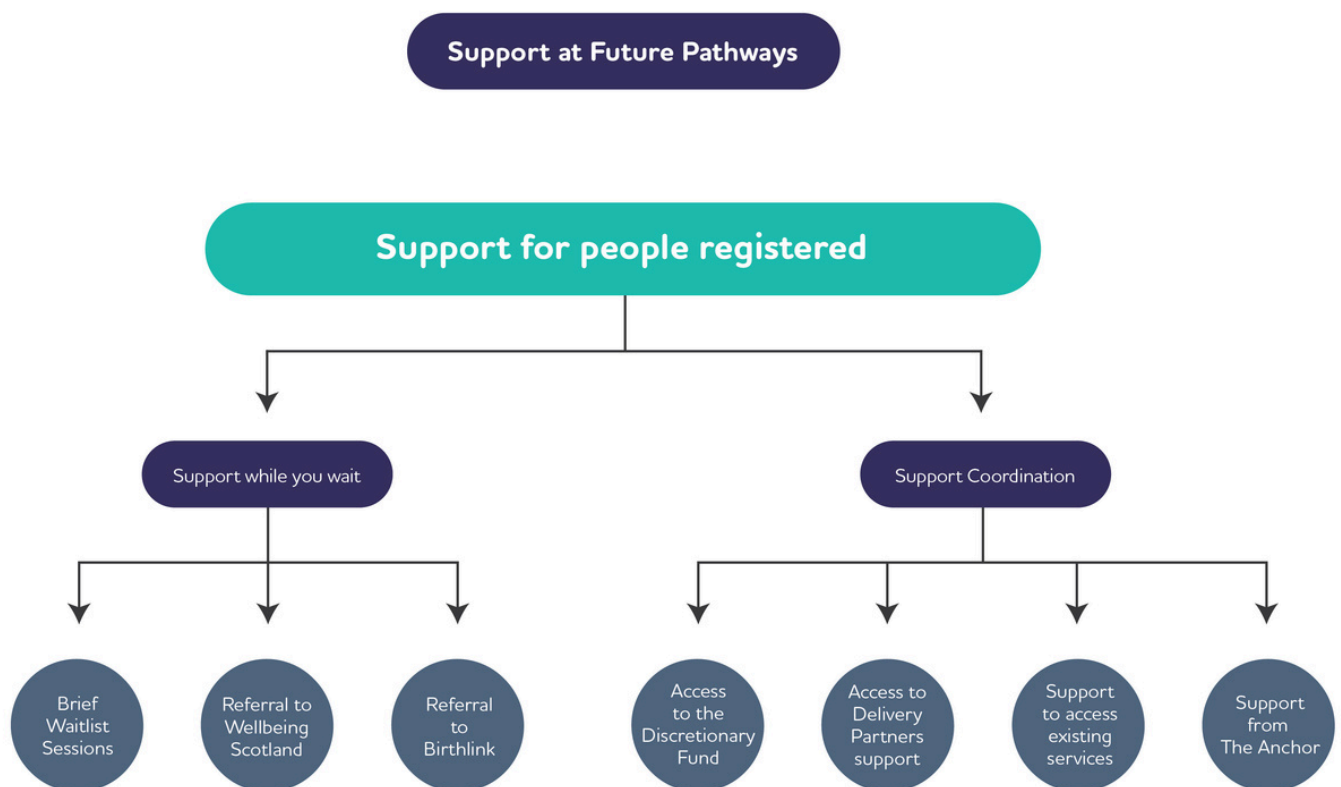 Support at Future Pathways
Support for people registered
Support while you wait
Support Coordination
Brief
Waitlist
Sessions
Referral to
Wellbeing
Scotland
Referral
to
Birthlink
Access
to the
Discretionary
Fund
Access to
Delivery
Partners
support
Support
to access
existing
services
Support
from
The Anchor